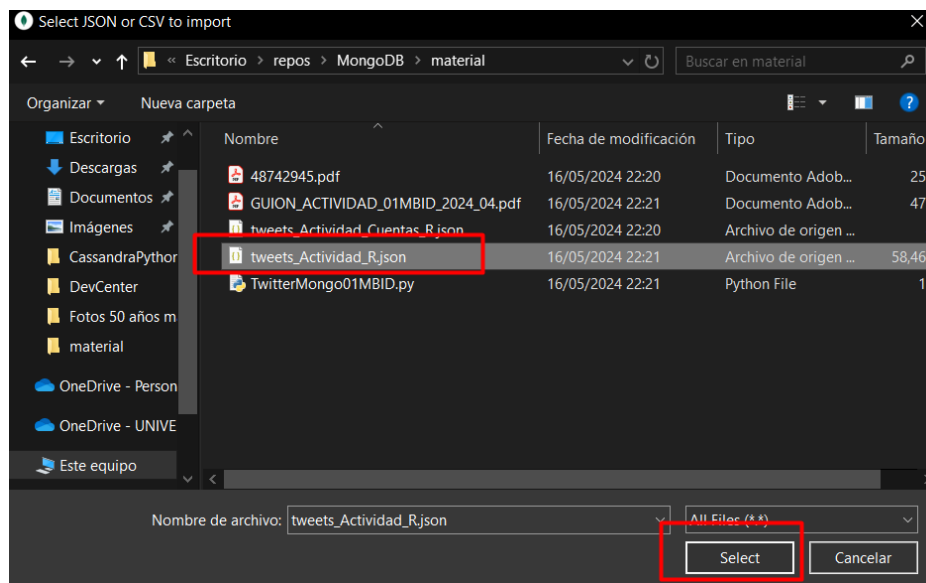 Select JSON or CSV to import
« Escritorio > repos > MongoDB > material
Buscar en material
Organizar
Nueva carpeta
Nombre Fecha de modificación Tipo Tamaño
48742945.pdf 16/05/2024 22:20 Documento Adob... 25
GUION_ACTIVIDAD_01MBID_2024_04.pdf 16/05/2024 22:21 Documento Adob... 47
tweets_Actividad_Cuentas_R.json 16/05/2024 22:20 Archivo de origen ...
tweets_Actividad_R.json 16/05/2024 22:21 Archivo de origen ... 58,46
TwitterMongo01MBID.py 16/05/2024 22:21 Python File 1
Escritorio
Descargas
Documentos
Imágenes
CassandraPythor
DevCenter
Fotos 50 años m
material
OneDrive - Person
OneDrive - UNIVE
Este equipo
Nombre de archivo: tweets_Actividad_R.json
All Files (*.*)
Select Cancelar